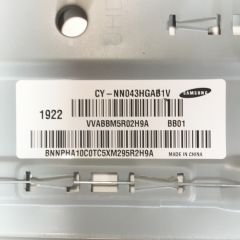 CY-NN043HGAB1V
SAMSUNG
1922
VVABBM5R02H9A BB01
BNNPHA10C0TC5XM295R2H9A
MADE IN CHINA